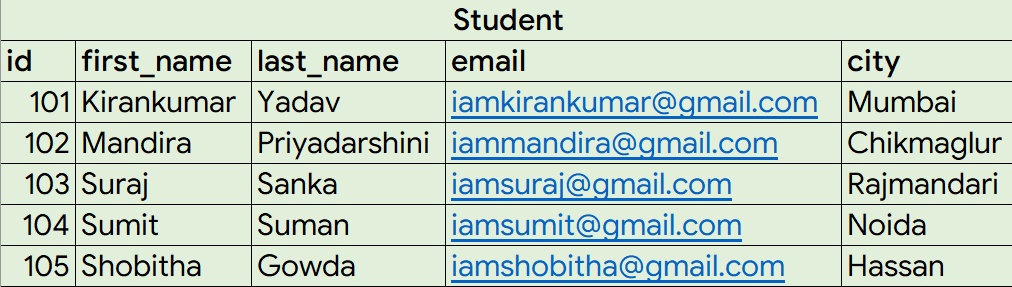 Student
id first_name last_name email city
101 Kirankumar Yadav iamkirankumar@gmail.com Mumbai
102 Mandira Priyadarshini iammandira@gmail.com Chikmaglur
103 Suraj Sanka iamsuraj@gmail.com Rajmandari
104 Sumit Suman iamsumit@gmail.com Noida
105 Shobitha Gowda iamshobitha@gmail.com Hassan